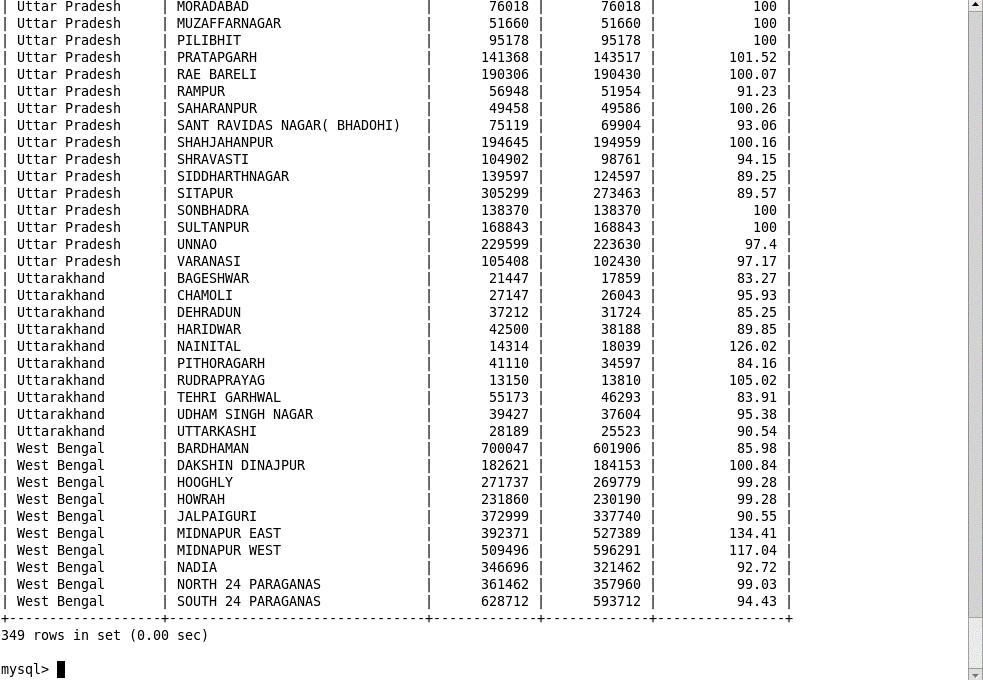 | Uttar Pradesh | MORADABAD | 76018 | 76018 | 100 |
| Uttar Pradesh | MUZAFFARNAGAR | 51660 | 51660 | 100 |
| Uttar Pradesh | PILIBHIT | 95178 | 95178 | 100 |
| Uttar Pradesh | PRATAPGARH | 141368 | 143517 | 101.52 |
| Uttar Pradesh | RAE BARELI | 190306 | 190430 | 100.07 |
| Uttar Pradesh | RAMPUR | 56948 | 51954 | 91.23 |
| Uttar Pradesh | SAHARANPUR | 49458 | 49586 | 100.26 |
| Uttar Pradesh | SANT RAVIDAS NAGAR( BHADOHI) | 75119 | 69904 | 93.06 |
| Uttar Pradesh | SHAHJAHANPUR | 194645 | 194959 | 100.16 |
| Uttar Pradesh | SHRAVASTI | 104902 | 98761 | 94.15 |
| Uttar Pradesh | SIDDHARTHNAGAR | 139597 | 124597 | 89.25 |
| Uttar Pradesh | SITAPUR | 305299 | 273463 | 89.57 |
| Uttar Pradesh | SONBHADRA | 138370 | 138370 | 100 |
| Uttar Pradesh | SULTANPUR | 168843 | 168843 | 100 |
| Uttar Pradesh | UNNAO | 229599 | 223630 | 97.4 |
| Uttar Pradesh | VARANASI | 105408 | 102430 | 97.17 |
| Uttarakhand | BAGESHWAR | 21447 | 17859 | 83.27 |
| Uttarakhand | CHAMOLI | 27147 | 26043 | 95.93 |
| Uttarakhand | DEHRADUN | 37212 | 31724 | 85.25 |
| Uttarakhand | HARIDWAR | 42500 | 38188 | 89.85 |
| Uttarakhand | NAINITAL | 14314 | 18039 | 126.02 |
| Uttarakhand | PITHORAGARH | 41110 | 34597 | 84.16 |
| Uttarakhand | RUDRAPRAYAG | 13150 | 13810 | 105.02 |
| Uttarakhand | TEHRI GARHWAL | 55173 | 46293 | 83.91 |
| Uttarakhand | UDHAM SINGH NAGAR | 39427 | 37604 | 95.38 |
| Uttarakhand | UTTARKASHI | 28189 | 25523 | 90.54 |
| West Bengal | BARDHAMAN | 700047 | 601906 | 85.98 |
| West Bengal | DAKSHIN DINAJPUR | 182621 | 184153 | 100.84 |
| West Bengal | HOOGHLY | 271737 | 269779 | 99.28 |
| West Bengal | HOWRAH | 231860 | 230190 | 99.28 |
| West Bengal | JALPAIGURI | 372999 | 337740 | 90.55 |
| West Bengal | MIDNAPUR EAST | 392371 | 527389 | 134.41 |
| West Bengal | MIDNAPUR WEST | 509496 | 596291 | 117.04 |
| West Bengal | NADIA | 346696 | 321462 | 92.72 |
| West Bengal | NORTH 24 PARAGANAS | 361462 | 357960 | 99.03 |
| West Bengal | SOUTH 24 PARAGANAS | 628712 | 593712 | 94.43 |
+-------------------+--------------------------------+-------------+-------------+----------------+
349 rows in set (0.00 sec)
mysql>